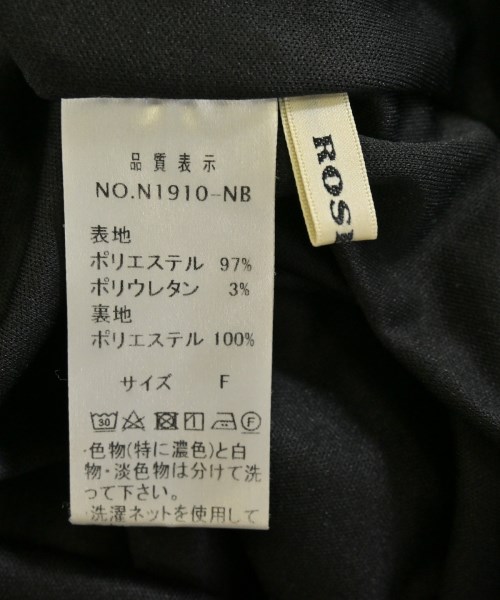 品質表示
NO.N1910-NB
表地
ポリエステル 97%
ポリウレタン 3%
裏地
ポリエステル 100%
サイズ F
30 F
・色物(特に濃色)と白
物・淡色物は分けて洗
って下さい。
・洗濯ネットを使用して
ROS